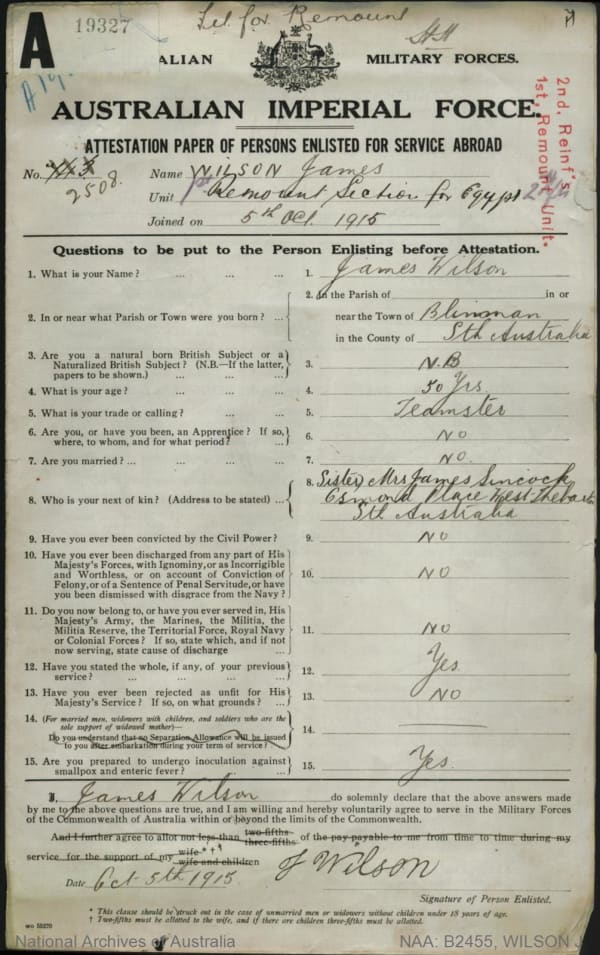 A
19327
Fit for Remount
A 19.
ALIAN MILITARY FORCES.
AUSTRALIAN IMPERIAL FORCE.
2nd. Reinf's.
1st. Remount Unit.
ATTESTATION PAPER OF PERSONS ENLISTED FOR SERVICE ABROAD
No. 2508. Name WILSON James
Unit Remount Section for Egypt
Joined on 5th Oct. 1915
Questions to be put to the Person Enlisting before Attestation.
1. What is your Name? ... ... ... 1. James Wilson
2. In or near what Parish or Town were you born? ... 2. In the Parish of in or
near the Town of Blinman
in the County of Sth Australia
3. Are you a natural born British Subject or a
Naturalized British Subject? (N.B.—If the latter,
papers to be shown.) ... ... 3. N.B
4. What is your age? ... ... ... 4. 50 Yrs.
5. What is your trade or calling? ... ... 5. Teamster
6. Are you, or have you been, an Apprentice? If so,
where, to whom, and for what period? ... 6. No
7. Are you married? ... ... ... ... 7. No.
8. Who is your next of kin? (Address to be stated) ... 8. Sister, Mrs James Sincock
Esmond Place West Thebarton
Sth Australia
9. Have you ever been convicted by the Civil Power? 9. No
10. Have you ever been discharged from any part of His
Majesty's Forces, with Ignominy, or as Incorrigible
and Worthless, or on account of Conviction of
Felony, or of a Sentence of Penal Servitude, or have
you been dismissed with disgrace from the Navy? 10. No
11. Do you now belong to, or have you ever served in, His
Majesty's Army, the Marines, the Militia, the
Militia Reserve, the Territorial Force, Royal Navy
or Colonial Forces? If so, state which, and if not
now serving, state cause of discharge ... 11. No
12. Have you stated the whole, if any, of your previous
service? ... ... ... ... 12. Yes.
13. Have you ever been rejected as unfit for His
Majesty's Service? If so, on what grounds? ... 13. No
14. (For married men, widowers with children, and soldiers who are the
sole support of widowed mother)—
Do you understand that no Separation Allowance will be issued
to you after embarkation during your term of service? 14.
15. Are you prepared to undergo inoculation against
smallpox and enteric fever? ... 15. Yes.
I, James Wilson do solemnly declare that the above answers made
by me to the above questions are true, and I am willing and hereby voluntarily agree to serve in the Military Forces
of the Commonwealth of Australia within or beyond the limits of the Commonwealth.
And I further agree to allot not less than two-fifths three-fifths of the pay payable to me from time to time during my
service for the support of my wife *† wife and children
J Wilson
Date Oct 5th 1915
Signature of Person Enlisted.
* This clause should be struck out in the case of unmarried men or widowers without children under 18 years of age.
† Two-fifths must be allotted to the wife, and if there are children three-fifths must be allotted.
National Archives of Australia NAA: B2455, WILSON J